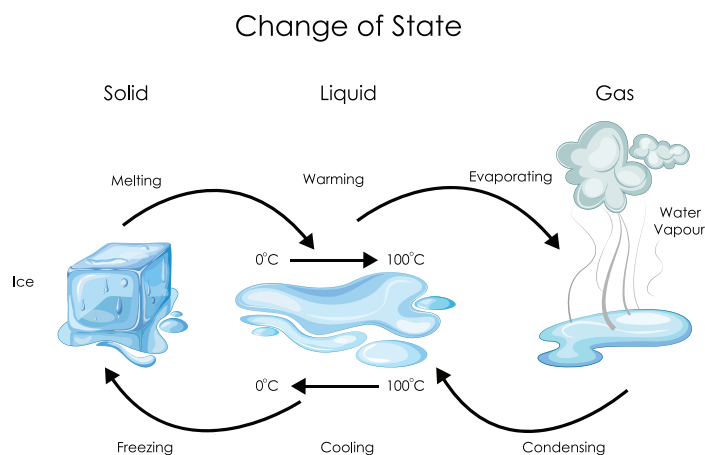 Change of State
Solid
Liquid
Gas
Melting
Warming
Evaporating
Water
Vapour
0°C
100°C
Ice
0°C
100°C
Freezing
Cooling
Condensing